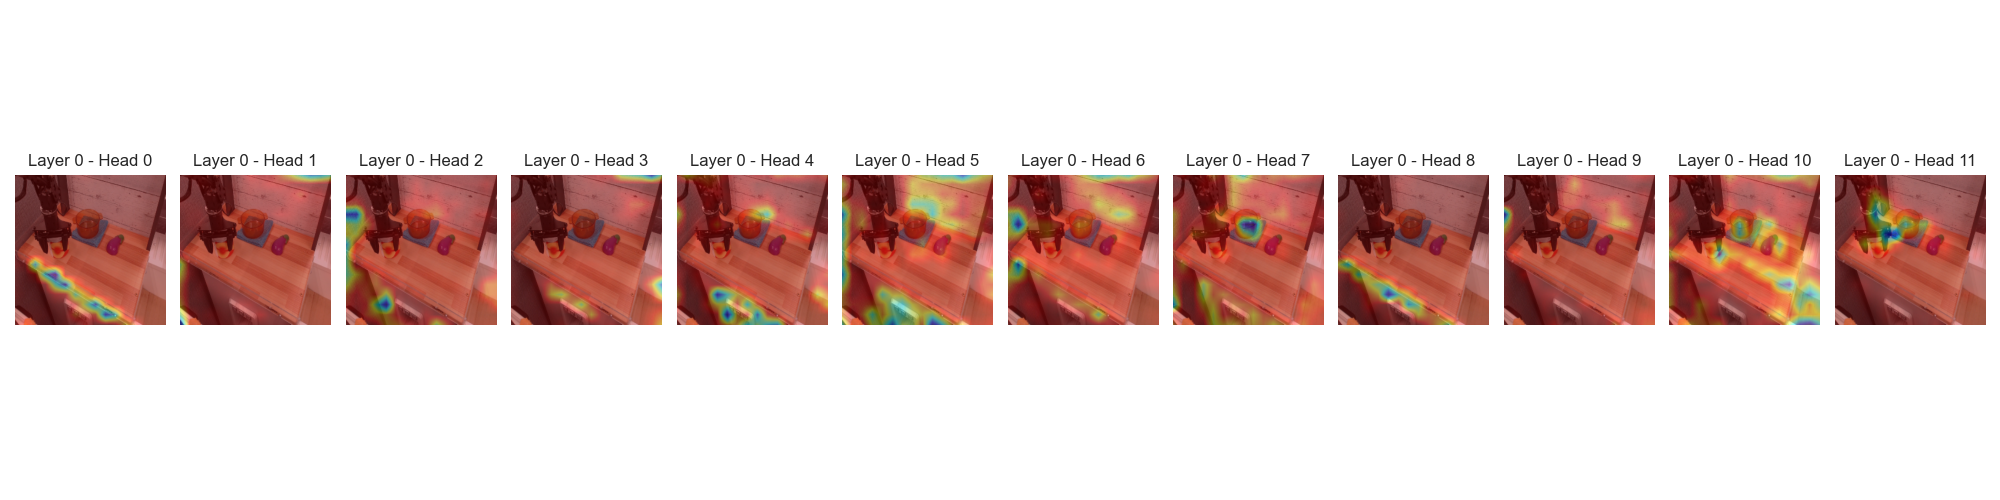 Layer 0 - Head 0
Layer 0 - Head 1
Layer 0 - Head 2
Layer 0 - Head 3
Layer 0 - Head 4
Layer 0 - Head 5
Layer 0 - Head 6
Layer 0 - Head 7
Layer 0 - Head 8
Layer 0 - Head 9
Layer 0 - Head 10
Layer 0 - Head 11